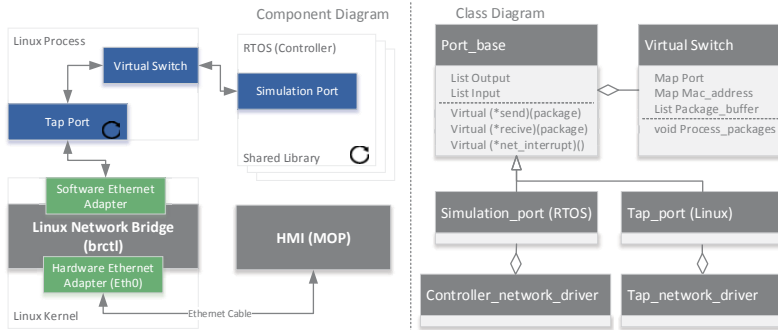 Component Diagram
Linux Process
Virtual Switch
Tap Port
RTOS (Controller)
Simulation Port
Shared Library
Software Ethernet
Adapter
Linux Network Bridge
(brctl)
Hardware Ethernet
Adapter (Eth0)
Linux Kernel
HMI (MOP)
Ethernet Cable
Class Diagram
Port_base
List Output
List Input
Virtual (*send)(package)
Virtual (*recive)(package)
Virtual (*net_interrupt)()
Virtual Switch
Map Port
Map Mac_address
List Package_buffer
void Process_packages
Simulation_port (RTOS)
Tap_port (Linux)
Controller_network_driver
Tap_network_driver